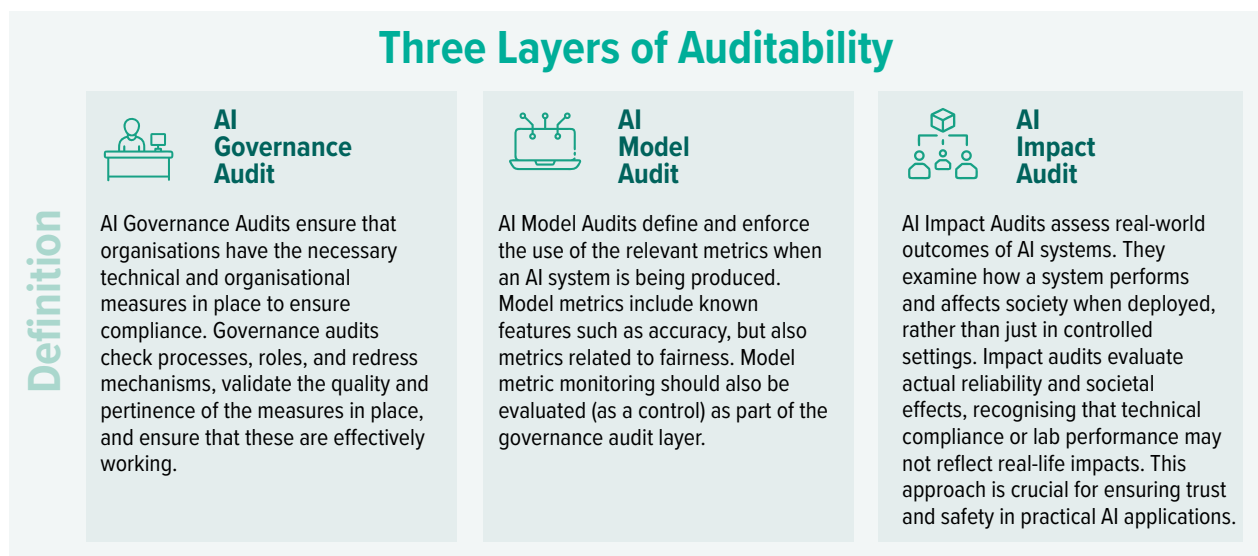 Three Layers of Auditability
Definition
AI
Governance
Audit
AI Governance Audits ensure that
organisations have the necessary
technical and organisational
measures in place to ensure
compliance. Governance audits
check processes, roles, and redress
mechanisms, validate the quality and
pertinence of the measures in place,
and ensure that these are effectively
working.
AI
Model
Audit
AI Model Audits define and enforce
the use of the relevant metrics when
an AI system is being produced.
Model metrics include known
features such as accuracy, but also
metrics related to fairness. Model
metric monitoring should also be
evaluated (as a control) as part of the
governance audit layer.
AI
Impact
Audit
AI Impact Audits assess real-world
outcomes of AI systems. They
examine how a system performs
and affects society when deployed,
rather than just in controlled
settings. Impact audits evaluate
actual reliability and societal
effects, recognising that technical
compliance or lab performance may
not reflect real-life impacts. This
approach is crucial for ensuring trust
and safety in practical AI applications.